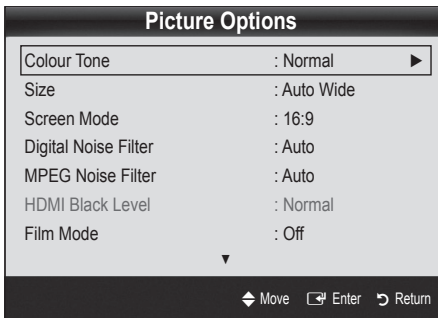 Picture Options
Colour Tone : Normal ►
Size : Auto Wide
Screen Mode : 16:9
Digital Noise Filter : Auto
MPEG Noise Filter : Auto
HDMI Black Level : Normal
Film Mode : Off
▼
Move Enter Return